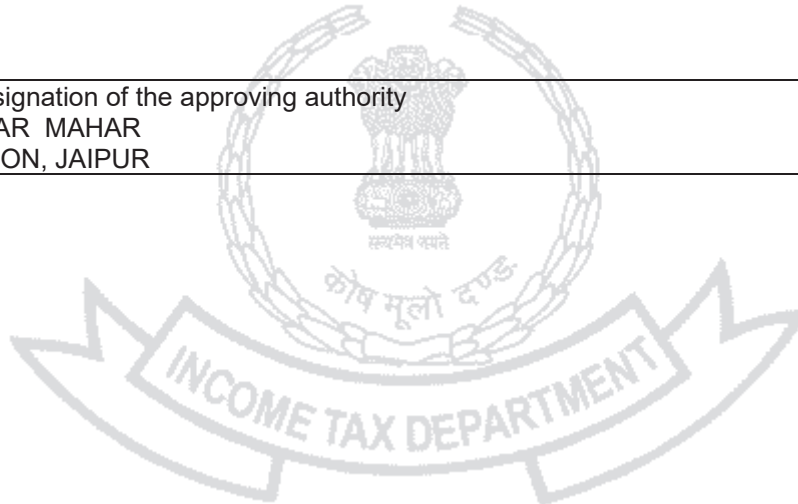 signation of the approving authority
AR MAHAR
ON, JAIPUR
सत्यमेव जयते
कोष मूलो दण्डः
INCOME TAX DEPARTMENT